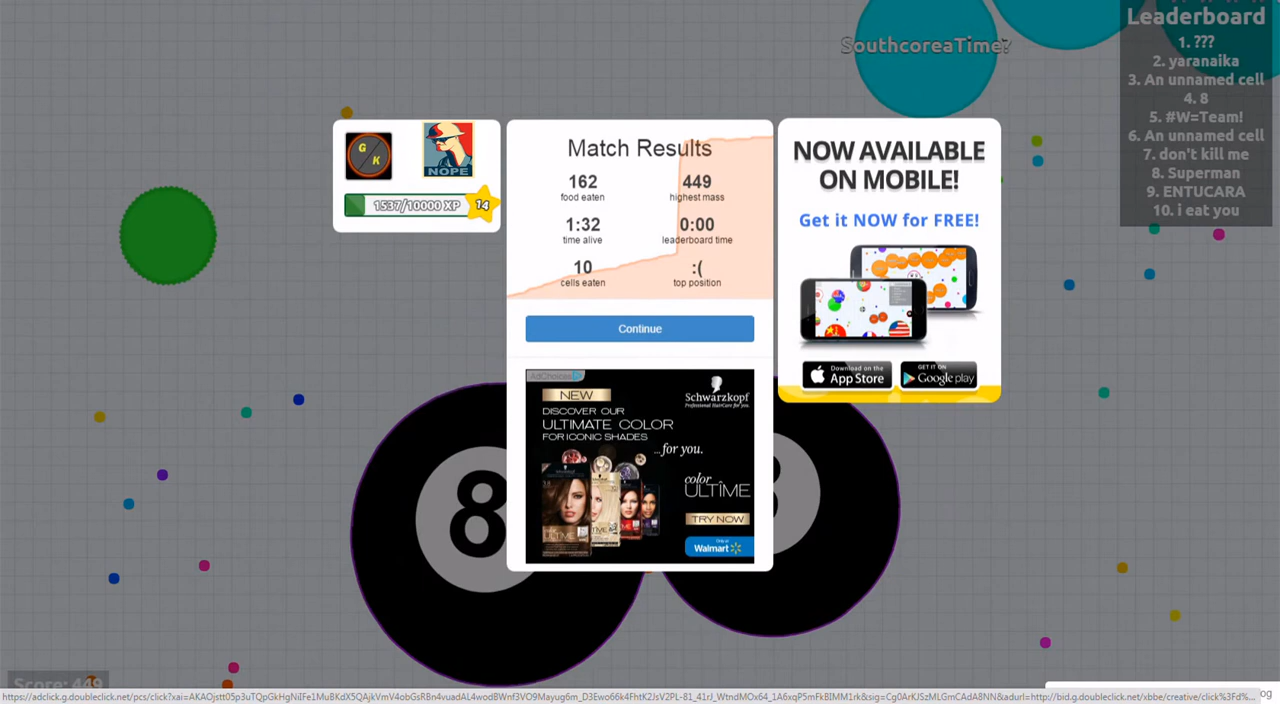 Leaderboard
1. ???
2. yaranaika
3. An unnamed cell
4. 8
5. #W=Team!
6. An unnamed cell
7. don't kill me
8. Superman
9. ENTUCARA
10. i eat you
SouthcoreaTime?
G
K
NOPE
1537/10000 XP
14
Match Results
162
449
food eaten
highest mass
1:32
0:00
time alive
leaderboard time
10
:(
cells eaten
top position
Continue
NOW AVAILABLE
ON MOBILE!
Get it NOW for FREE!
Download on the
App Store
GET IT ON
Google play
AdChoices
NEW
DISCOVER OUR
ULTIMATE COLOR
FOR ICONIC SHADES
Schwarzkopf
Professional HairCare for you.
...for you.
color
ULTÎME
TRY NOW
Only at
Walmart
8
Score: 449